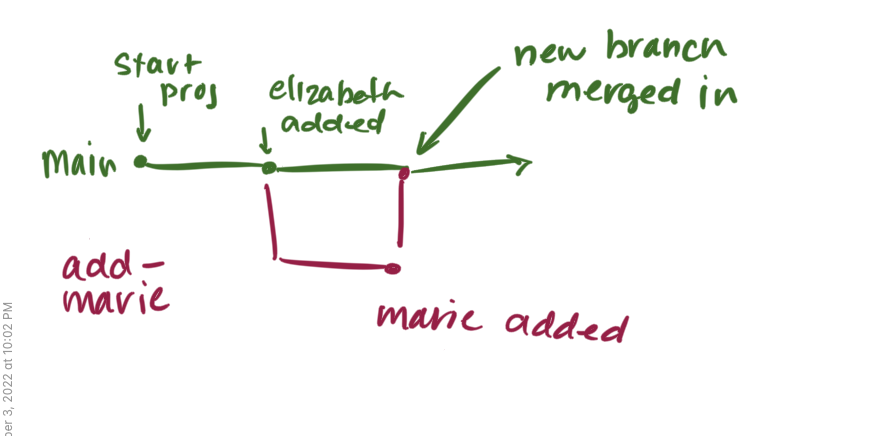 start
proj
elizabeth
added
new branch
merged in
Main
add-
marie
marie added
ber 3, 2022 at 10:02 PM